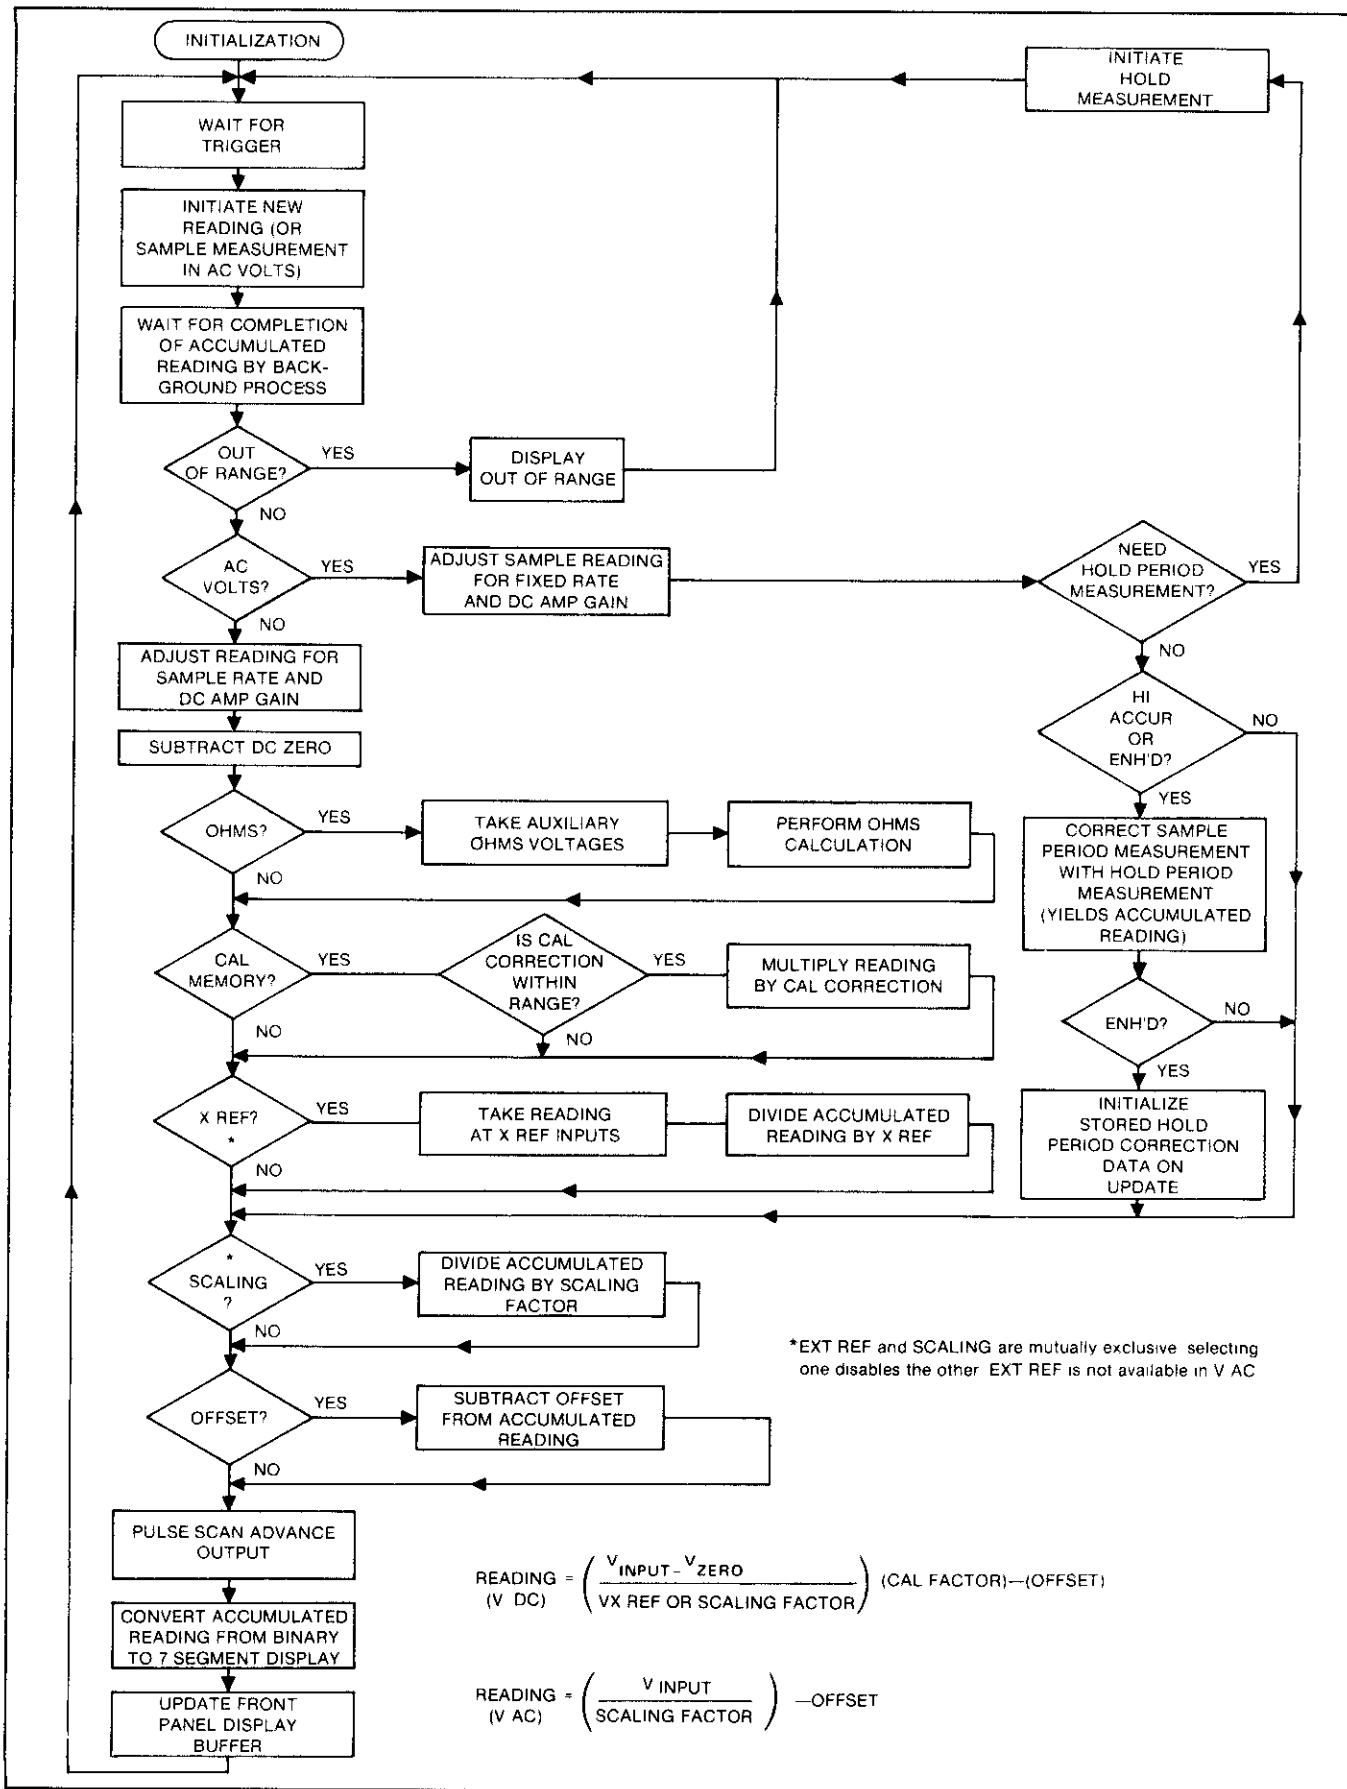 INITIALIZATION
INITIATE
HOLD
MEASUREMENT
WAIT FOR
TRIGGER
INITIATE NEW
READING (OR
SAMPLE MEASUREMENT
IN AC VOLTS)
WAIT FOR COMPLETION
OF ACCUMULATED
READING BY BACK-
GROUND PROCESS
OUT
OF RANGE?
YES
DISPLAY
OUT OF RANGE
NO
AC
VOLTS?
YES
ADJUST SAMPLE READING
FOR FIXED RATE
AND DC AMP GAIN
NEED
HOLD PERIOD
MEASUREMENT?
YES
NO
NO
ADJUST READING FOR
SAMPLE RATE AND
DC AMP GAIN
HI
ACCUR
OR
ENH'D?
NO
YES
SUBTRACT DC ZERO
OHMS?
YES
TAKE AUXILIARY
OHMS VOLTAGES
PERFORM OHMS
CALCULATION
NO
CORRECT SAMPLE
PERIOD MEASUREMENT
WITH HOLD PERIOD
MEASUREMENT
(YIELDS ACCUMULATED
READING)
CAL
MEMORY?
YES
IS CAL
CORRECTION
WITHIN
RANGE?
YES
MULTIPLY READING
BY CAL CORRECTION
NO
NO
ENH'D?
NO
YES
X REF?
*
YES
TAKE READING
AT X REF INPUTS
DIVIDE ACCUMULATED
READING BY X REF
NO
INITIALIZE
STORED HOLD
PERIOD CORRECTION
DATA ON
UPDATE
*
SCALING
?
YES
DIVIDE ACCUMULATED
READING BY SCALING
FACTOR
NO
*EXT REF and SCALING are mutually exclusive selecting
one disables the other EXT REF is not available in V AC
OFFSET?
YES
SUBTRACT OFFSET
FROM ACCUMULATED
READING
NO
PULSE SCAN ADVANCE
OUTPUT
CONVERT ACCUMULATED
READING FROM BINARY
TO 7 SEGMENT DISPLAY
UPDATE FRONT
PANEL DISPLAY
BUFFER
READING (V DC) = (VINPUT - VZERO / VX REF OR SCALING FACTOR) (CAL FACTOR)—(OFFSET)
READING (V AC) = (V INPUT / SCALING FACTOR) —OFFSET